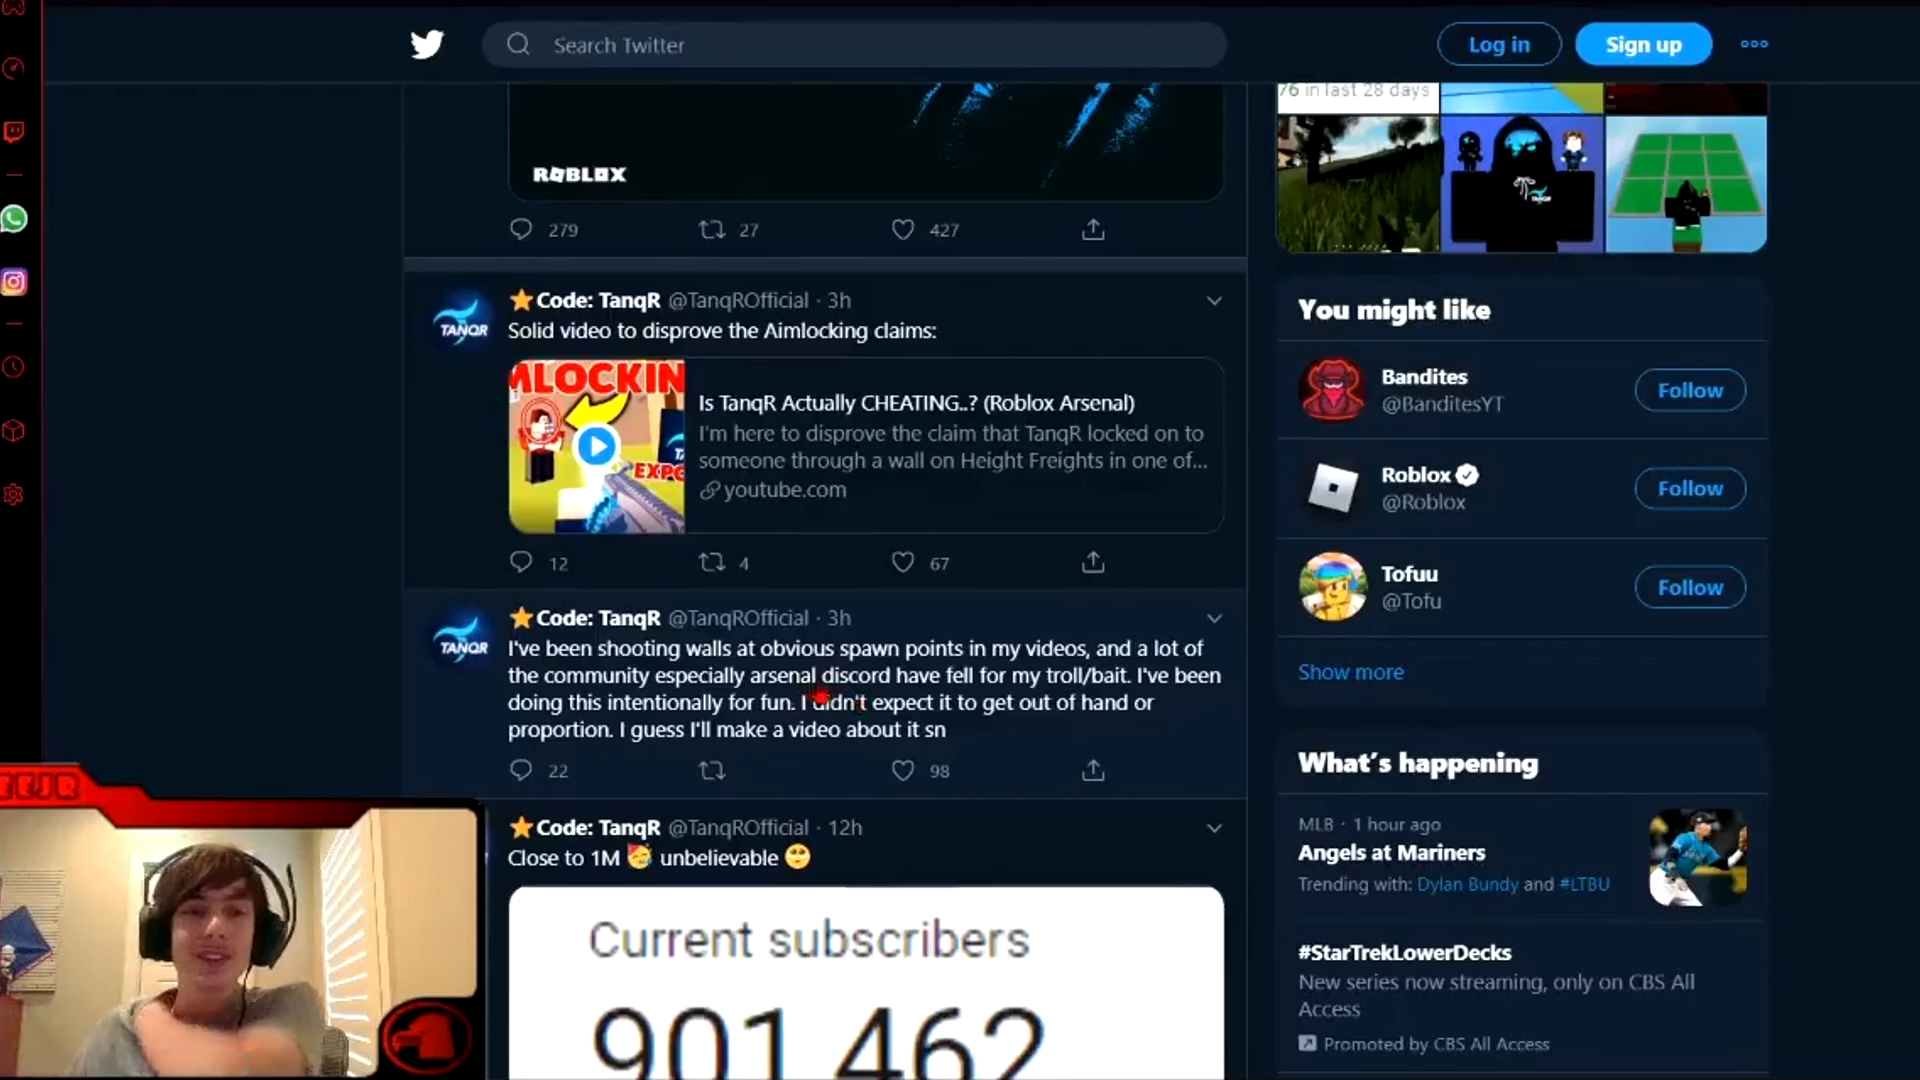 Search Twitter
Log in
Sign up
76 in last 28 days
ROBLOX
279
27
427
Code: TanqR @TanqROfficial · 3h
Solid video to disprove the Aimlocking claims:
MLOCKIN
EXPO
Is TanqR Actually CHEATING..? (Roblox Arsenal)
I'm here to disprove the claim that TanqR locked on to
someone through a wall on Height Freights in one of...
youtube.com
12
4
67
Code: TanqR @TanqROfficial · 3h
I've been shooting walls at obvious spawn points in my videos, and a lot of
the community especially arsenal discord have fell for my troll/bait. I've been
doing this intentionally for fun. I didn't expect it to get out of hand or
proportion. I guess I'll make a video about it sn
22
98
Code: TanqR @TanqROfficial · 12h
Close to 1M 🥳 unbelievable 🥺
Current subscribers
901,462
TANQR
TANQR
You might like
Bandites
@BanditesYT
Follow
Roblox
@Roblox
Follow
Tofuu
@Tofu
Follow
Show more
What's happening
MLB · 1 hour ago
Angels at Mariners
Trending with: Dylan Bundy and #LTBU
#StarTrekLowerDecks
New series now streaming, only on CBS All
Access
Promoted by CBS All Access